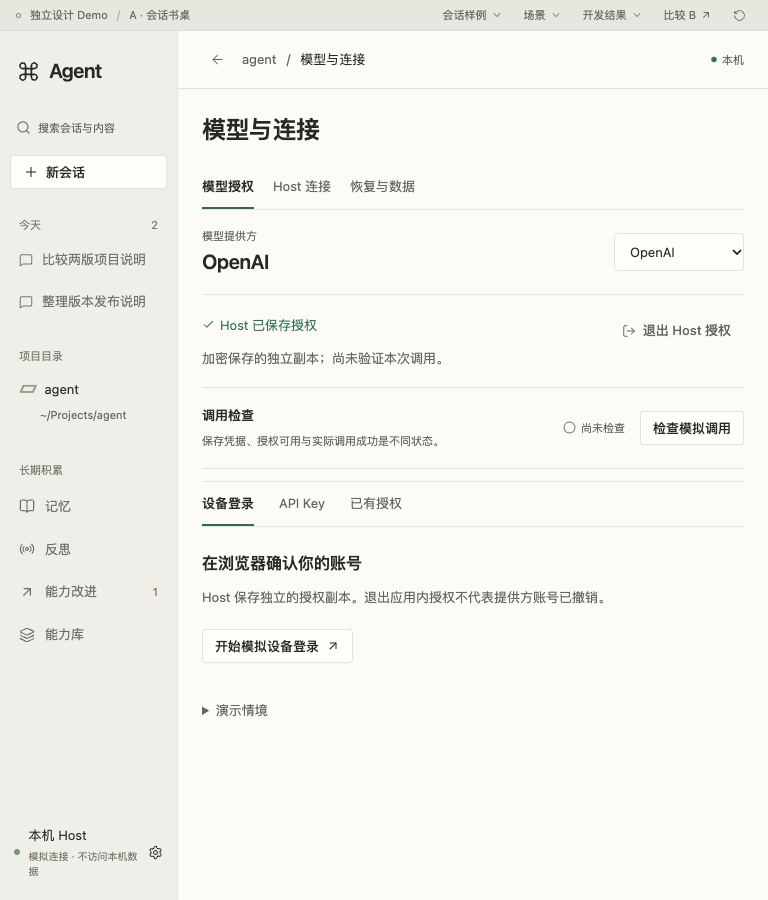 独立设计 Demo / A · 会话书桌
会话样例 场景 开发结果 比较 B
Agent
搜索会话与内容
新会话
今天 2
比较两版项目说明
整理版本发布说明
项目目录
agent
~/Projects/agent
长期积累
记忆
反思
能力改进 1
能力库
本机 Host
模拟连接 · 不访问本机数
据
agent / 模型与连接
本机
模型与连接
模型授权 Host 连接 恢复与数据
模型提供方
OpenAI
OpenAI
Host 已保存授权
退出 Host 授权
加密保存的独立副本；尚未验证本次调用。
调用检查
保存凭据、授权可用与实际调用成功是不同状态。
尚未检查 检查模拟调用
设备登录 API Key 已有授权
在浏览器确认你的账号
Host 保存独立的授权副本。退出应用内授权不代表提供方账号已撤销。
开始模拟设备登录
演示情境